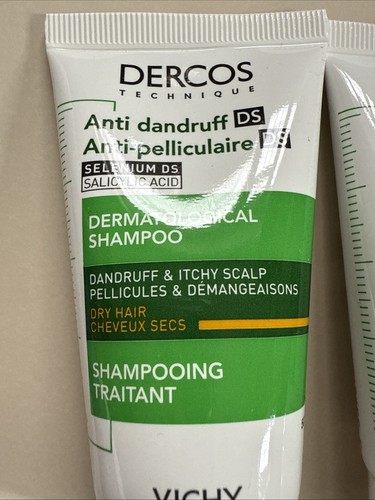 DERCOS
TECHNIQUE
Anti dandruff DS
Anti-pelliculaire DS
SELENIUM DS
SALICYLIC ACID
DERMATOLOGICAL
SHAMPOO
DANDRUFF & ITCHY SCALP
PELLICULES & DÉMANGEAISONS
DRY HAIR
CHEVEUX SECS
SHAMPOOING
TRAITANT
VICHY